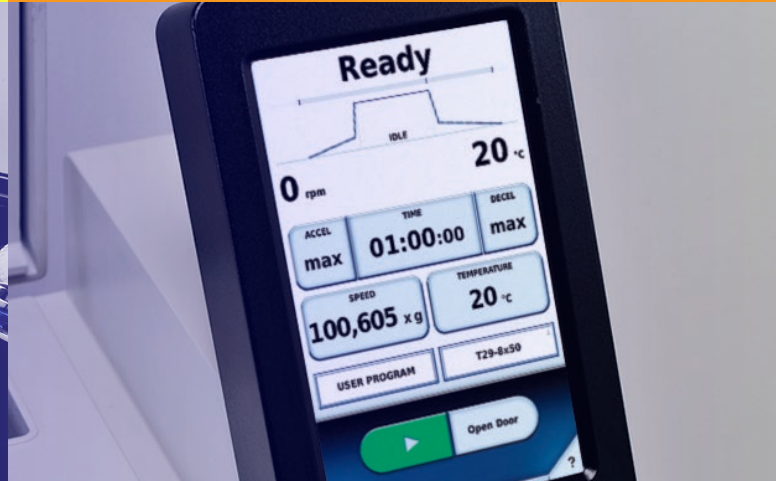 Ready
IDLE
0 rpm
20 °C
ACCEL
max
TIME
01:00:00
DECEL
max
SPEED
100,605 x g
TEMPERATURE
20 °C
USER PROGRAM
T29-8x50
Open Door
?